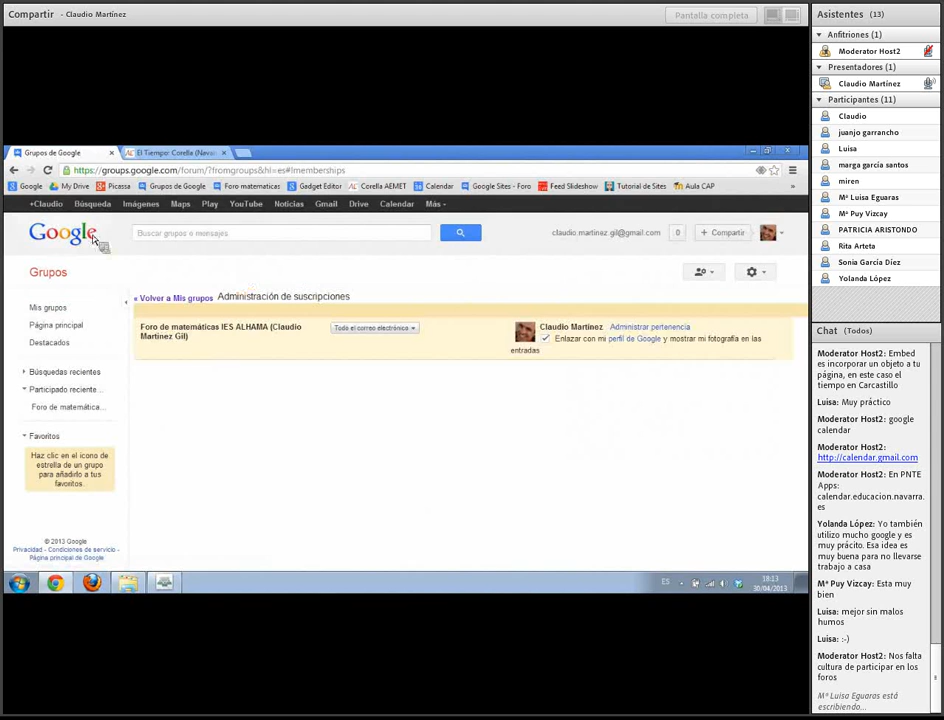 Compartir - Claudio Martínez
Pantalla completa
Grupos de Google
El Tiempo: Corella (Nava
https://groups.google.com/forum/?fromgroups&hl=es#!memberships
Google My Drive Picassa Grupos de Google Foro matematicas Gadget Editor Corella AEMET Calendar Google Sites - Foro Feed Slideshow Tutorial de Sites Aula CAP »
+Claudio Búsqueda Imágenes Maps Play YouTube Noticias Gmail Drive Calendar Más
Google
Buscar grupos o mensajes
claudio.martinez.gil@gmail.com 0 + Compartir
Grupos
« Volver a Mis grupos Administración de suscripciones
Mis grupos
Página principal
Destacados
Búsquedas recientes
Participado reciente...
Foro de matemática...
Favoritos
Haz clic en el icono de
estrella de un grupo
para añadirlo a tus
favoritos.
© 2013 Google
Privacidad - Condiciones de servicio -
Página principal de Google
Foro de matemáticas IES ALHAMA (Claudio
Martinez Gil)
Todo el correo electrónico
Claudio Martínez Administrar pertenencia
Enlazar con mi perfil de Google y mostrar mi fotografía en las
entradas
ES
18:13
30/04/2013
Asistentes (13)
Anfitriones (1)
Moderator Host2
Presentadores (1)
Claudio Martínez
Participantes (11)
Claudio
juanjo garrancho
Luisa
marga garcía santos
miren
Mª Luisa Eguaras
Mª Puy Vizcay
PATRICIA ARISTONDO
Rita Arteta
Sonia García Díez
Yolanda López
Chat (Todos)
Moderator Host2: Embed
es incorporar un objeto a tu
página, en este caso el
tiempo en Carcastillo
Luisa: Muy práctico
Moderator Host2: google
calendar
Moderator Host2:
http://calendar.gmail.com
Moderator Host2: En PNTE
Apps:
calendar.educacion.navarra.
es
Yolanda López: Yo también
utilizo mucho google y es
muy prácito. Esa idea es
muy buena para no llevarse
trabajo a casa
Mª Puy Vizcay: Esta muy
bien
Luisa: mejor sin malos
humos
Luisa: :-)
Moderator Host2: Nos falta
cultura de participar en los
foros
Mª Luisa Eguaras está
escribiendo...